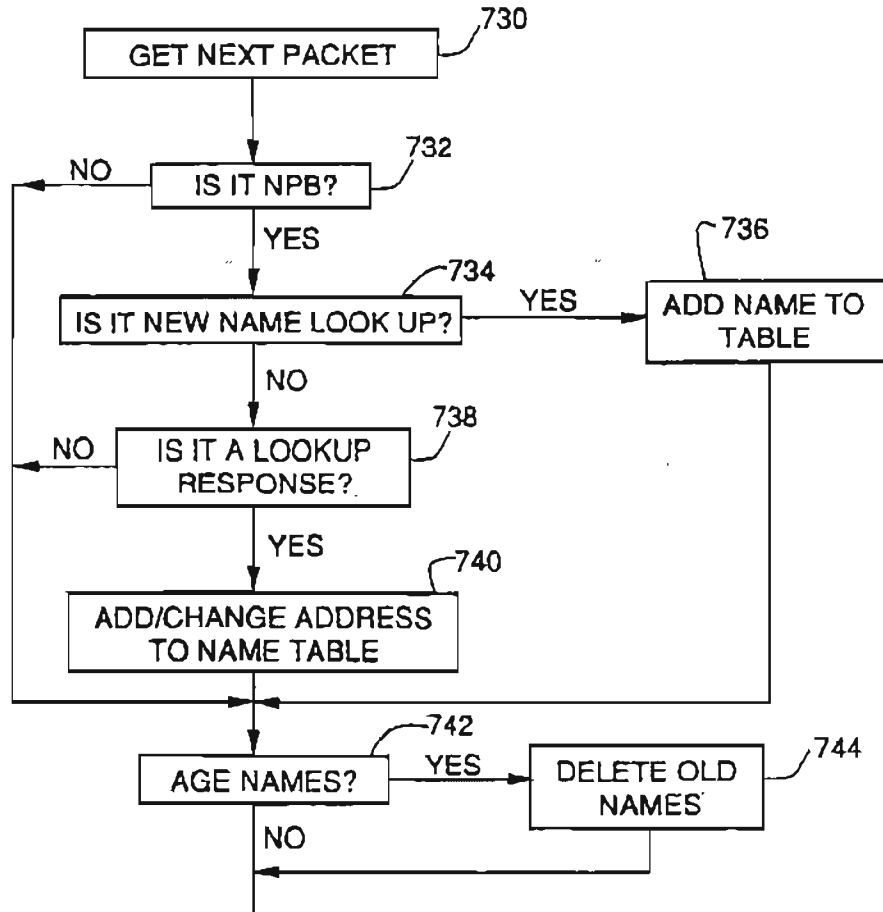 730
GET NEXT PACKET
732
NO
IS IT NPB?
YES
734
736
IS IT NEW NAME LOOK UP?
YES
ADD NAME TO
TABLE
NO
738
NO
IS IT A LOOKUP
RESPONSE?
YES
740
ADD/CHANGE ADDRESS
TO NAME TABLE
742
AGE NAMES?
YES
DELETE OLD
NAMES
744
NO